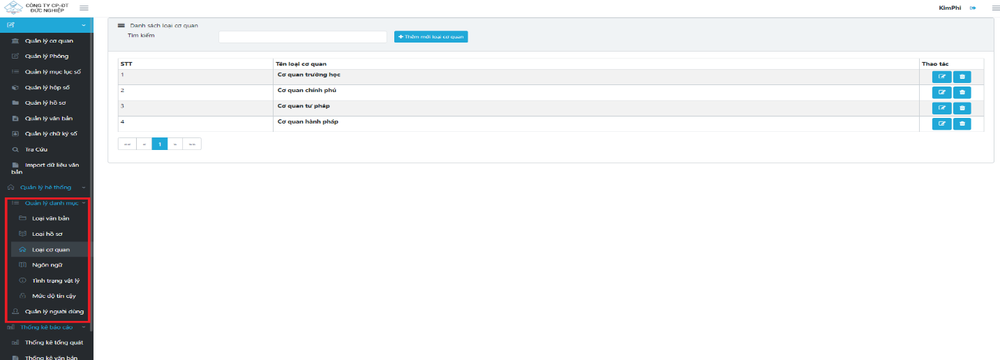 CÔNG TY CP-ĐT
ĐỨC NGHIỆP
KimPhi
Quản lý cơ quan
Quản lý Phông
Quản lý mục lục số
Quản lý hộp số
Quản lý hồ sơ
Quản lý văn bản
Quản lý chữ ký số
Tra Cứu
Import dữ liệu văn
bản
Quản lý hệ thống
Quản lý danh mục
Loại văn bản
Loại hồ sơ
Loại cơ quan
Ngôn ngữ
Tình trạng vật lý
Mức độ tin cậy
Quản lý người dùng
Thống kê báo cáo
Thống kê tổng quát
Thống kê văn bản
Danh sách loại cơ quan
Tìm kiếm
+ Thêm mới loại cơ quan
STT Tên loại cơ quan Thao tác
1 Cơ quan trường học
2 Cơ quan chính phủ
3 Cơ quan tư pháp
4 Cơ quan hành pháp
«« « 1 » »»